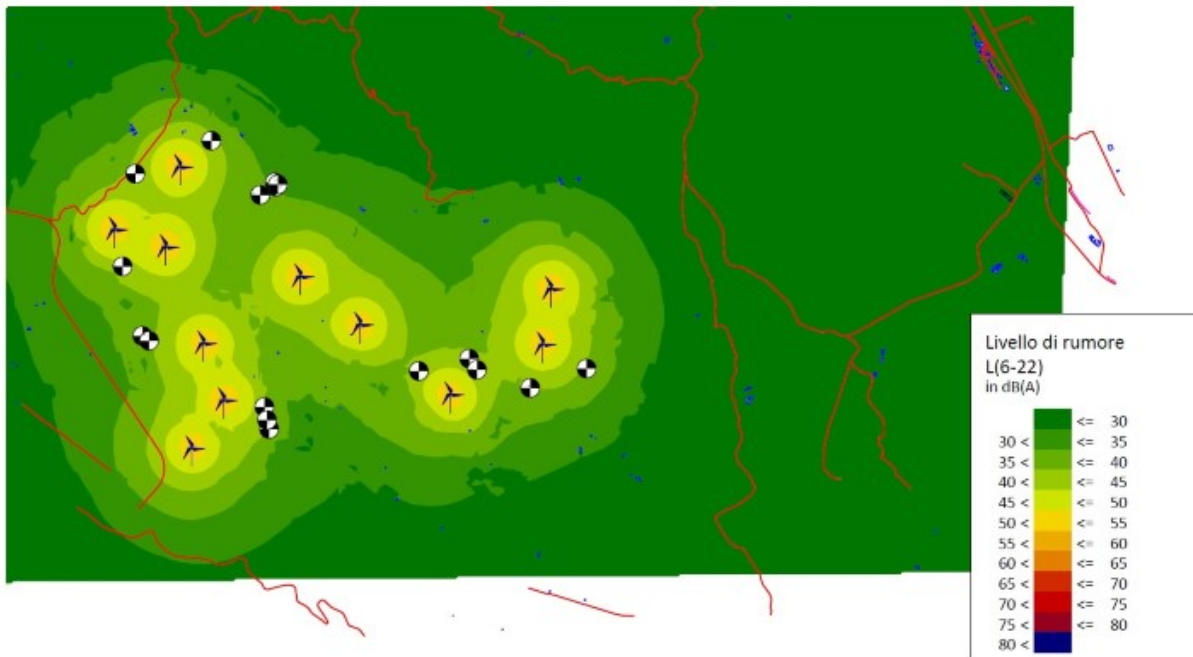 Livello di rumore
L(6-22)
in dB(A)
<= 30
30 < <= 35
35 < <= 40
40 < <= 45
45 < <= 50
50 < <= 55
55 < <= 60
60 < <= 65
65 < <= 70
70 < <= 75
75 < <= 80
80 <